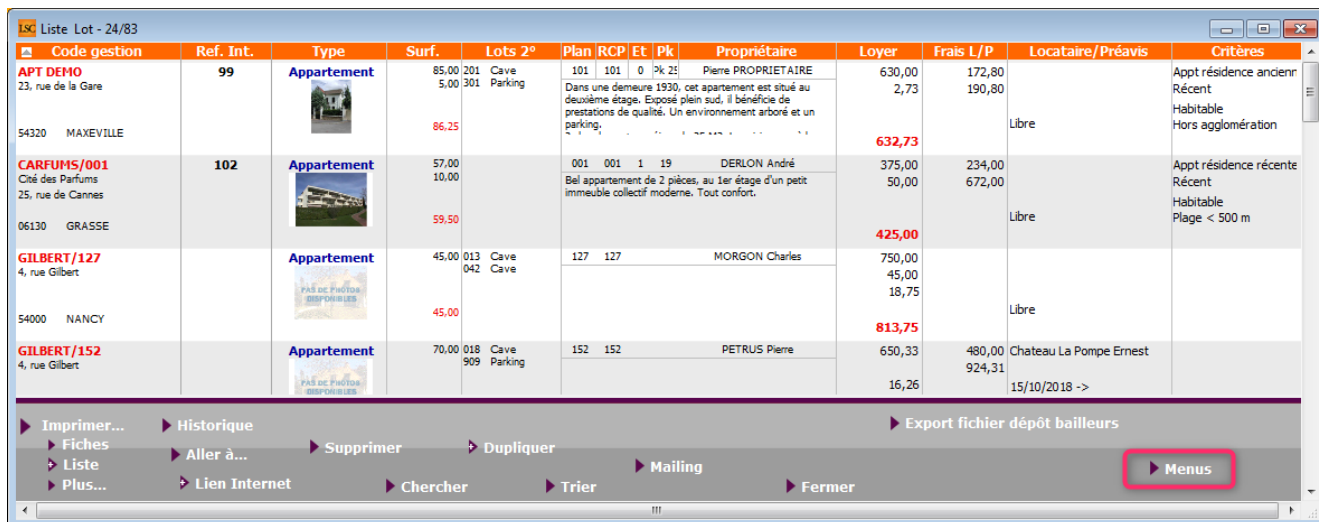 LSC Liste Lot - 24/83
Code gestion Ref. Int. Type Surf. Lots 2° Plan RCP Et Pk Propriétaire Loyer Frais L/P Locataire/Préavis Critères
APT DEMO 99 Appartement 85,00 201 Cave 101 101 0 Pk 25 Pierre PROPRIETAIRE 630,00 172,80 Appt résidence ancienn
23, rue de la Gare 5,00 301 Parking Dans une demeure 1930, cet apartement est situé au 2,73 190,80 Récent
deuxième étage. Exposé plein sud, il bénéficie de
prestations de qualité. Un environnement arboré et un Habitable
54320 MAXEVILLE 86,25 parking. Libre Hors agglomération
632,73
CARFUMS/001 102 Appartement 57,00 001 001 1 19 DERLON André 375,00 234,00 Appt résidence récente
Cité des Parfums 10,00 Bel appartement de 2 pièces, au 1er étage d'un petit 50,00 672,00 Récent
25, rue de Cannes immeuble collectif moderne. Tout confort. Habitable
06130 GRASSE 59,50 Libre Plage < 500 m
425,00
GILBERT/127 Appartement 45,00 013 Cave 127 127 MORGON Charles 750,00
4, rue Gilbert 042 Cave 45,00
PAS DE PHOTOS 18,75
DISPONIBLES
54000 NANCY 45,00 Libre
813,75
GILBERT/152 Appartement 70,00 018 Cave 152 152 PETRUS Pierre 650,33 480,00 Chateau La Pompe Ernest
4, rue Gilbert 909 Parking 924,31
PAS DE PHOTOS 16,26 15/10/2018 ->
DISPONIBLES
Imprimer... Historique Export fichier dépôt bailleurs
Fiches Aller à... Supprimer Dupliquer
Liste Mailing Menus
Plus... Lien Internet Chercher Trier Fermer